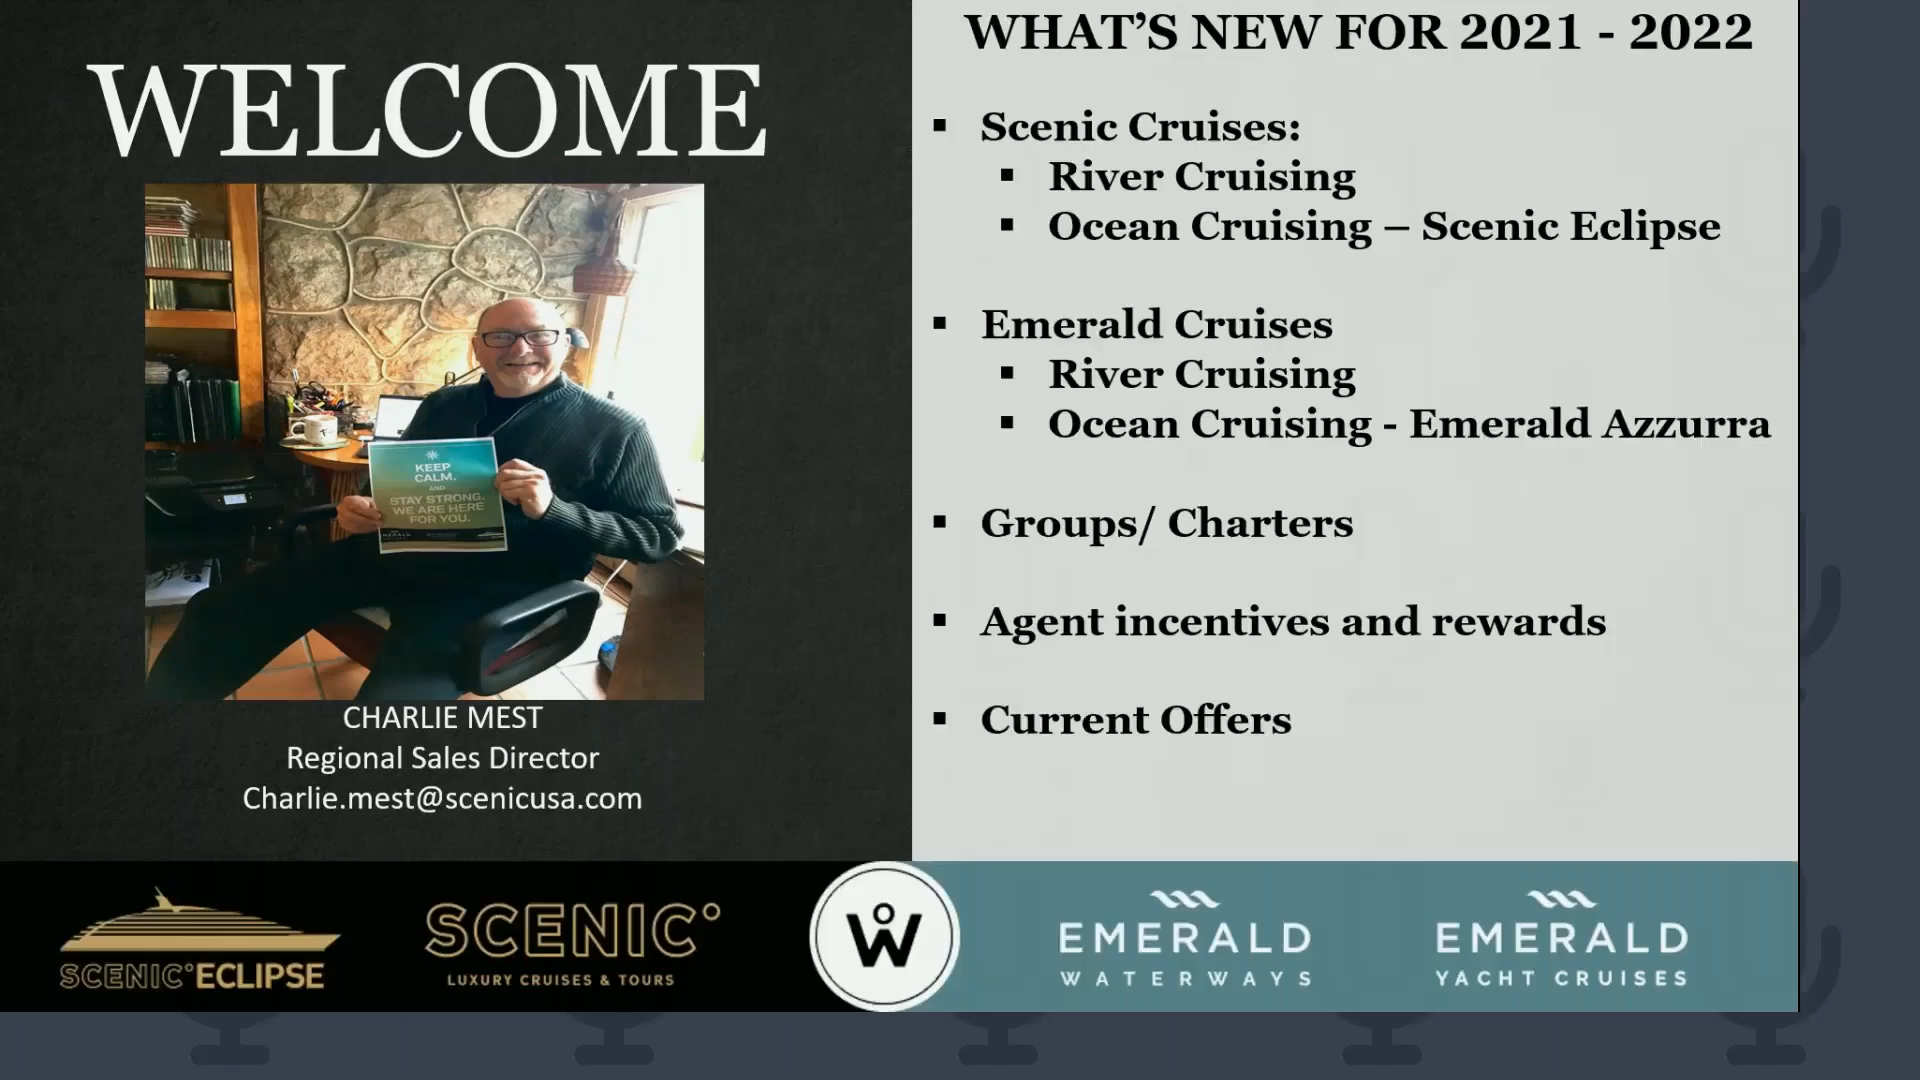 WELCOME
KEEP
CALM.
AND
STAY STRONG.
WE ARE HERE
FOR YOU.
EMERALD
CHARLIE MEST
Regional Sales Director
Charlie.mest@scenicusa.com
WHAT'S NEW FOR 2021 - 2022
▪ Scenic Cruises:
▪ River Cruising
▪ Ocean Cruising – Scenic Eclipse
▪ Emerald Cruises
▪ River Cruising
▪ Ocean Cruising - Emerald Azzurra
▪ Groups/ Charters
▪ Agent incentives and rewards
▪ Current Offers
SCENIC° ECLIPSE
SCENIC°
LUXURY CRUISES & TOURS
W
EMERALD
WATERWAYS
EMERALD
YACHT CRUISES